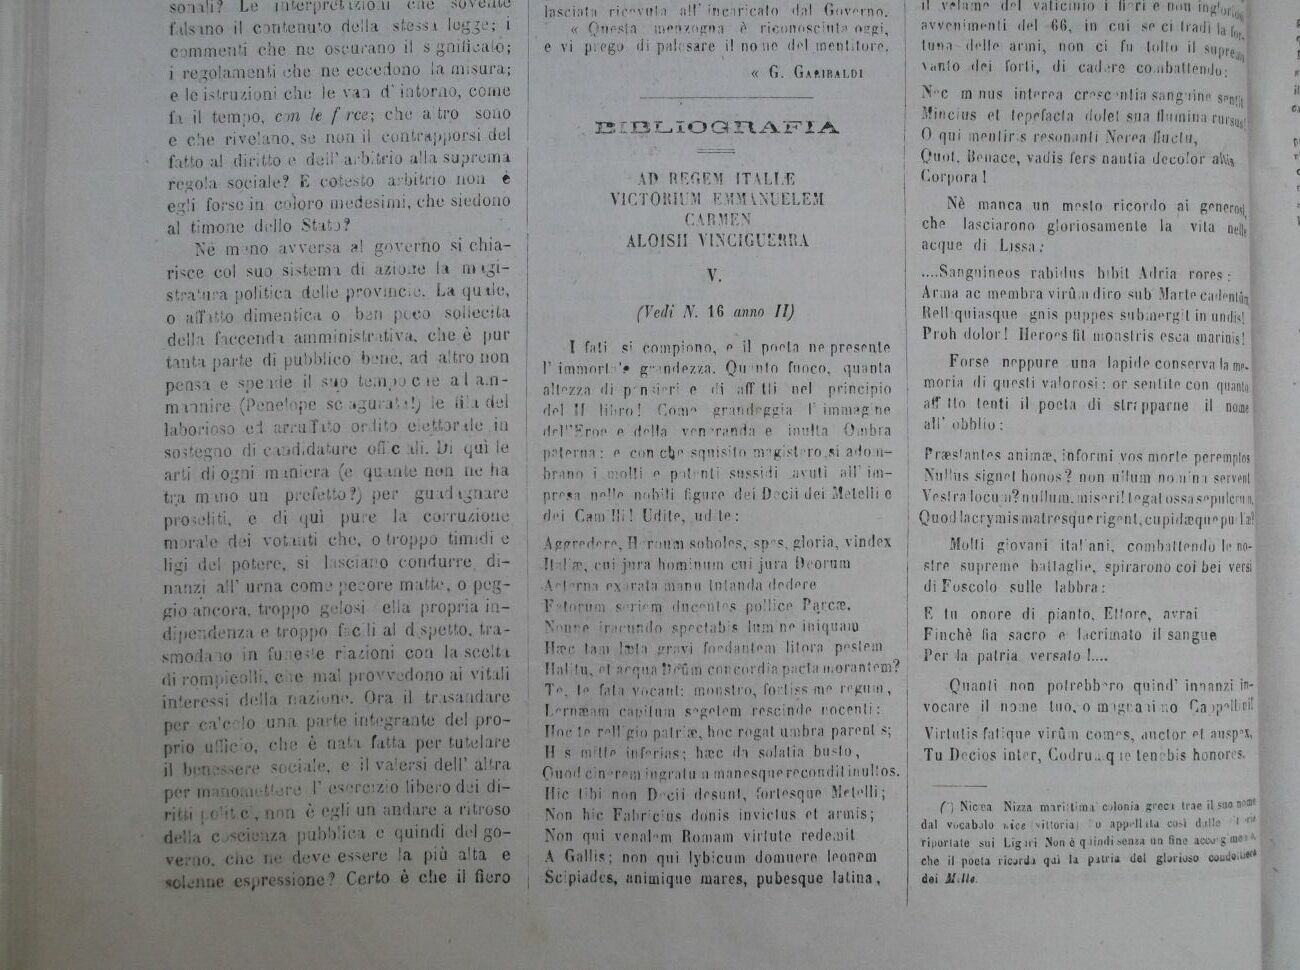 sonali? Le interpretazioni che sovente
falsano il contenuto della stessa legge; i
commenti che ne oscurano il significato;
i regolamenti che ne eccedono la misura;
e le istruzioni che le van d' intorno, come
fa il tempo, con le force; che altro sono
e che rivelano, se non il contrapporsi del
fatto al diritto e dell' arbitrio alla suprema
regola sociale? E cotesto arbitrio non è
egli forse in coloro medesimi, che siedono
al timone dello Stato?
Nè meno avversa al governo si chia-
risce col suo sistema di azione la magi-
stratura politica delle provincie. La quale,
o affatto dimentica o ben poco sollecita
della faccenda amministrativa, che è pur
tanta parte di pubblico bene, ad altro non
pensa e spende il suo tempo che al am-
mannire (Penelope sciagurata!) le fila del
laborioso ed arruffato ordito elettorale in
sostegno di candidature officiali. Di quì le
arti di ogni maniera (e quante non ne ha
tra mano un prefetto?) per guadagnare
proseliti, e di quì pure la corruzione
morale dei votanti che, o troppo timidi e
ligi del potere, si lasciano condurre di-
nanzi all' urna come pecore matte, o peg-
gio ancora, troppo gelosi ella propria in-
dipendenza e troppo facili al dispetto, tra-
smodano in funeste riazioni con la scelta
di rompicolli, che mal provvedono ai vitali
interessi della nazione. Ora il trasandare
per calcolo una parte integrante del pro-
prio ufficio, che è nata fatta per tutelare
il benessere sociale, e il valersi dell' altra
per manomettere l' esercizio libero dei di-
ritti politici, non è egli un andare a ritroso
della coscienza pubblica e quindi del go-
verno, che ne deve essere la più alta e
solenne espressione? Certo è che il fiero
lasciata ricevuta all' incaricato dal Governo.
« Questa menzogna è riconosciuta oggi,
e vi prego di palesare il nome del mentitore.
« G. GARIBALDI
BIBLIOGRAFIA
AD REGEM ITALIÆ
VICTORIUM EMMANUELEM
CARMEN
ALOISII VINCIGUERRA
V.
(Vedi N. 16 anno II)
I fati si compiono, e il poeta ne presente
l' immortale grandezza. Quanto fuoco, quanta
altezza di pensieri e di affetti nel principio
del II libro! Come grandeggia l' immagine
dell'Eroe e della veneranda e inulta Ombra
paterna: e con che squisito magistero si adom-
brano i molti e potenti sussidi avuti all' im-
presa nelle nobili figure dei Decii dei Metelli e
dei Camilli! Udite, udite:
Aggredere, Heroum soboles, spes, gloria, vindex
Italiæ, cui jura hominum cui jura Deorum
Aeterna exarata manu tutanda dedere
Fatorum seriem ducentes pollice Parcæ.
Nonne iracundo spectabis lumine iniquam
Hæc tam læta gravi foedantem litora pestem
Halitu, et aequa Deûm concordia pacta morantem?
Te, te fata vocant: monstro, fortissime regum,
Lernæam capitum segetem rescinde nocenti:
Hoc te relligio patriæ, hoc rogat umbra parentis;
His mitte inferias; hæc da solatia busto,
Quod cinerem ingratum manesque recondit inultos.
Hic tibi non Decii desunt, fortesque Metelli;
Non hic Fabricius donis invictus et armis;
Non qui venalem Romam virtute redemit
A Gallis; non qui lybicum domuere leonem
Scipiades, animique mares, pubesque latina,
il velame del vaticinio i fieri e non ingloriosi
avvenimenti del 66, in cui se ci tradì la for-
tuna delle armi, non ci fu tolto il supremo
vanto dei forti, di cadere combattendo:
Nec minus interea crescentia sanguine sentit
Mincius et tepefacta dolet sua flumina rursus!
O qui mentiris resonanti Nerea fluctu,
Quot, Benace, vadis fers nautia decolor altis
Corpora!
Nè manca un mesto ricordo ai generosi,
che lasciarono gloriosamente la vita nelle
acque di Lissa:
....Sanguineos rabidus bibit Adria rores:
Arma ac membra virûm diro sub Marte cadentûm
Relliquiasque ignis puppes submergit in undis!
Proh dolor! Heroes fit monstris esca marinis!
Forse neppure una lapide conserva la me-
moria di questi valorosi: or sentite con quanto
affetto tenti il poeta di strapparne il nome
all' obblio:
Præstantes animæ, informi vos morte peremptos
Nullus signet honos? non ullum nomina servent
Vestra locum? nullum, miseri! tegat ossa sepulcrum,
Quod lacrymis matresque rigent, cupidæque puellæ?
Molti giovani italiani, combattendo le no-
stre supreme battaglie, spirarono coi bei versi
di Foscolo sulle labbra:
E tu onore di pianto, Ettore, avrai
Finchè fia sacro e lacrimato il sangue
Per la patria versato!....
Quanti non potrebbero quind' innanzi in-
vocare il nome tuo, o magnanimo Cappellini!
Virtutis fatique virûm comes, auctor et auspex,
Tu Decios inter, Codrumque tenebis honores.
(*) Nicea Nizza marittima colonia greca trae il suo nome
dal vocabolo nice (vittoria) fu appellata così dalle
riportate sui Liguri Non è quindi senza un fine accorgimento
che il poeta ricorda quì la patria del glorioso condottiero
dei Mille.